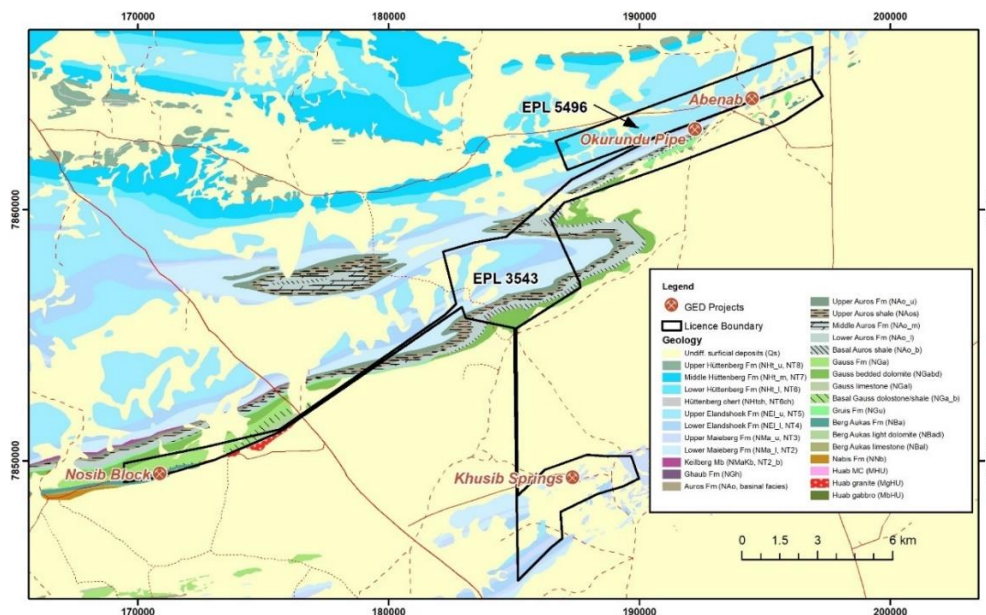 170000
180000
190000
200000
7860000
7860000
EPL 5496
Abenab
Okurundu Pipe
EPL 3543
Nosib Block
Khusib Springs
7850000
7850000
Legend
GED Projects
Licence Boundary
Geology
Undiff. surficial deposits (Qs)
Upper Hüttenberg Fm (NHt_u, NT8)
Middle Hüttenberg Fm (NHt_m, NT7)
Lower Hüttenberg Fm (NHt_l, NT6)
Hüttenberg chert (NHtch, NT6ch)
Upper Elandshoek Fm (NEl_u, NT5)
Lower Elandshoek Fm (NEl_l, NT4)
Upper Maieberg Fm (NMa_u, NT3)
Lower Maieberg Fm (NMa_l, NT2)
Keilberg Mb (NMaKb, NT2_b)
Ghaub Fm (NGh)
Auros Fm (NAo, basinal facies)
Upper Auros Fm (NAo_u)
Upper Auros shale (NAos)
Middle Auros Fm (NAo_m)
Lower Auros Fm (NAo_l)
Basal Auros shale (NAo_b)
Gauss Fm (NGa)
Gauss bedded dolomite (NGabd)
Gauss limestone (NGal)
Basal Gauss dolostone/shale (NGa_b)
Gruis Fm (NGu)
Berg Aukas Fm (NBa)
Berg Aukas light dolomite (NBadl)
Berg Aukas limestone (NBal)
Nabis Fm (NNb)
Huab MC (MHU)
Huab granite (MgHU)
Huab gabbro (MbHU)
0 1.5 3 6 km
170000
180000
190000
200000